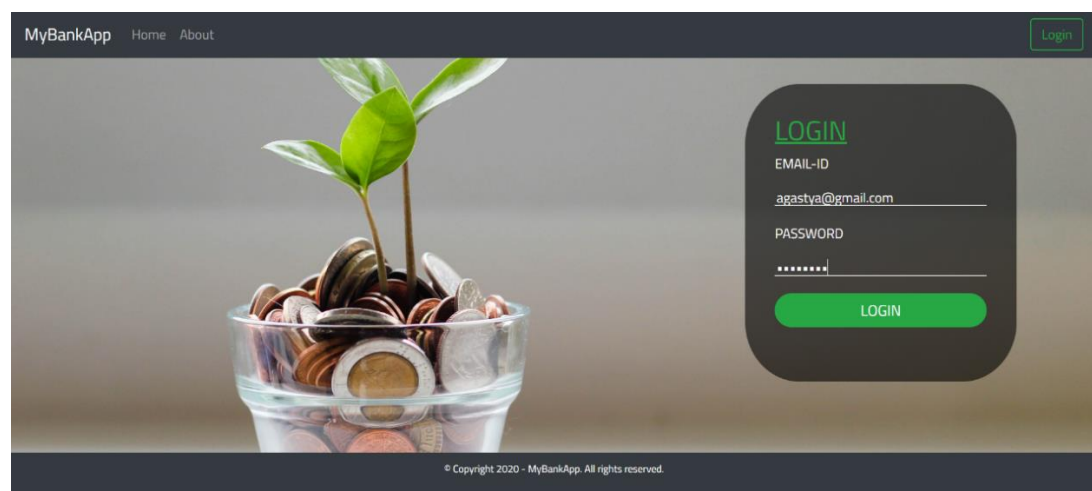 MyBankApp Home About Login
LOGIN
EMAIL-ID
agastya@gmail.com
PASSWORD
LOGIN
© Copyright 2020 - MyBankApp. All rights reserved.